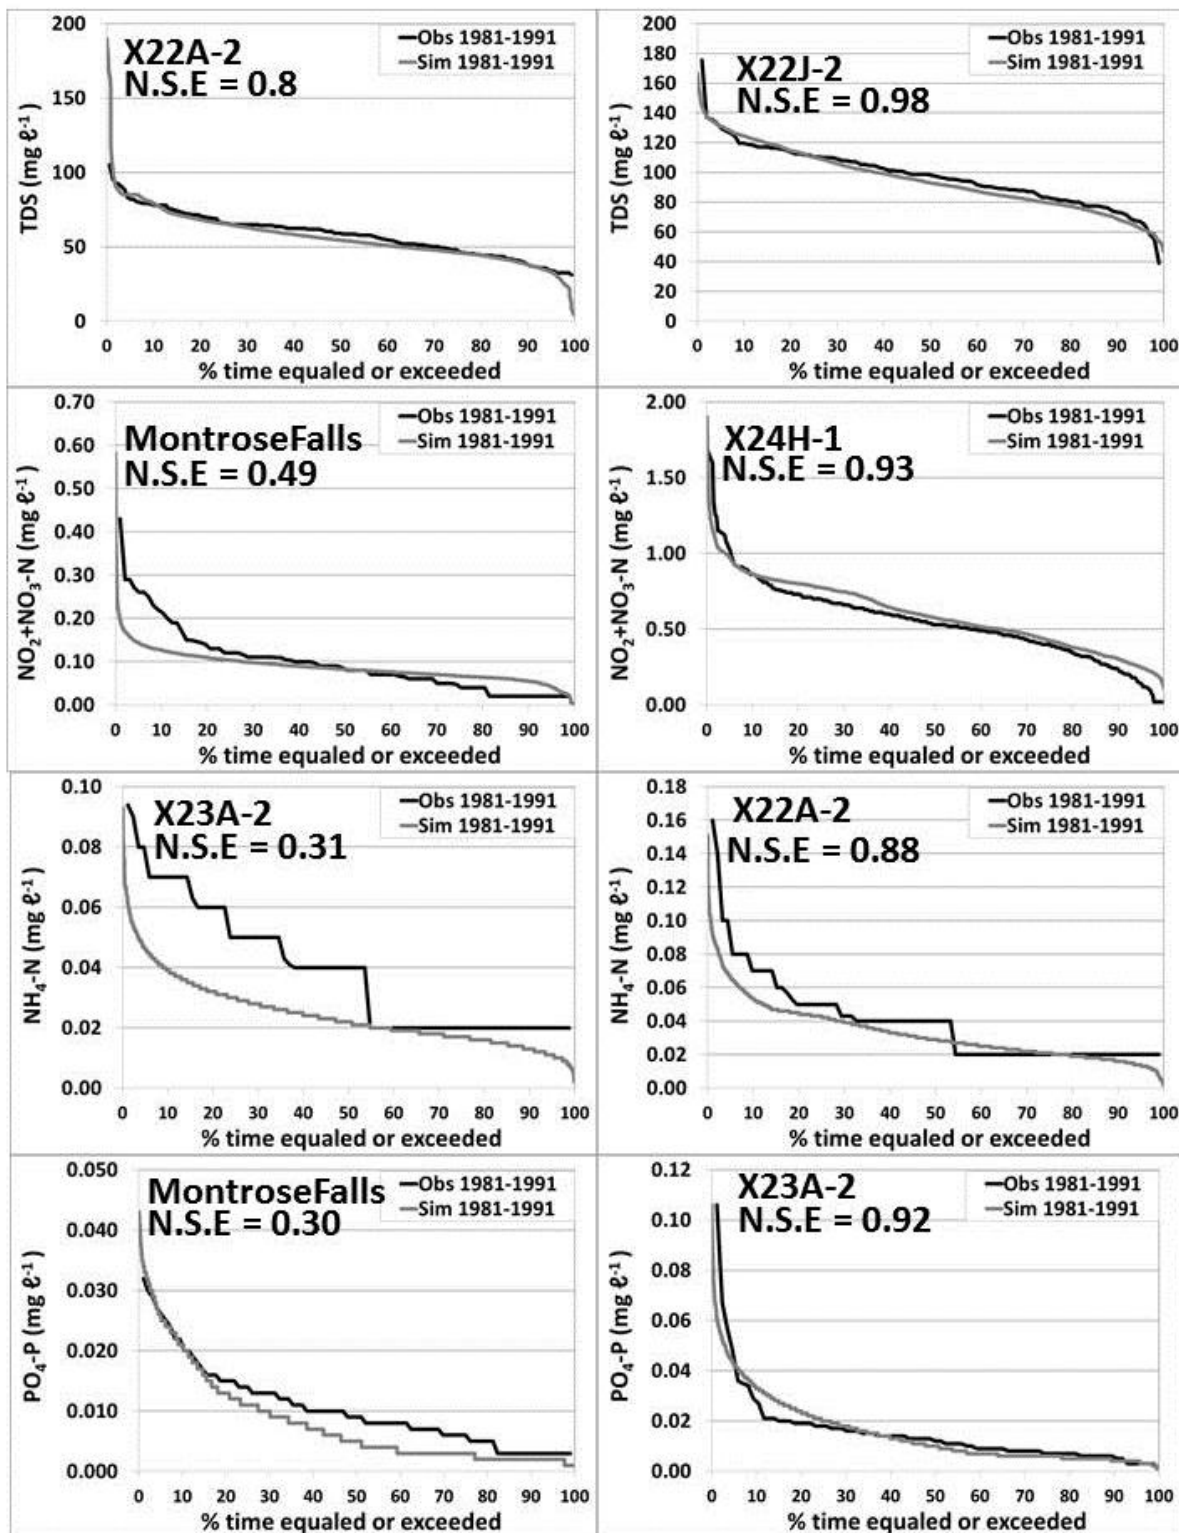 X22A-2
N.S.E = 0.8
Obs 1981-1991
Sim 1981-1991
TDS (mg ℓ-1)
200
150
100
50
0
0 10 20 30 40 50 60 70 80 90 100
% time equaled or exceeded
X22J-2
N.S.E = 0.98
Obs 1981-1991
Sim 1981-1991
TDS (mg ℓ-1)
200
180
160
140
120
100
80
60
40
20
0
0 10 20 30 40 50 60 70 80 90 100
% time equaled or exceeded
MontroseFalls
N.S.E = 0.49
Obs 1981-1991
Sim 1981-1991
NO2+NO3-N (mg ℓ-1)
0.70
0.60
0.50
0.40
0.30
0.20
0.10
0.00
0 10 20 30 40 50 60 70 80 90 100
% time equaled or exceeded
X24H-1
N.S.E = 0.93
Obs 1981-1991
Sim 1981-1991
NO2+NO3-N (mg ℓ-1)
2.00
1.50
1.00
0.50
0.00
0 10 20 30 40 50 60 70 80 90 100
% time equaled or exceeded
X23A-2
N.S.E = 0.31
Obs 1981-1991
Sim 1981-1991
NH4-N (mg ℓ-1)
0.10
0.08
0.06
0.04
0.02
0.00
0 10 20 30 40 50 60 70 80 90 100
% time equaled or exceeded
X22A-2
N.S.E = 0.88
Obs 1981-1991
Sim 1981-1991
NH4-N (mg ℓ-1)
0.18
0.16
0.14
0.12
0.10
0.08
0.06
0.04
0.02
0.00
0 10 20 30 40 50 60 70 80 90 100
% time equaled or exceeded
MontroseFalls
N.S.E = 0.30
Obs 1981-1991
Sim 1981-1991
PO4-P (mg ℓ-1)
0.050
0.040
0.030
0.020
0.010
0.000
0 10 20 30 40 50 60 70 80 90 100
% time equaled or exceeded
X23A-2
N.S.E = 0.92
Obs 1981-1991
Sim 1981-1991
PO4-P (mg ℓ-1)
0.12
0.10
0.08
0.06
0.04
0.02
0.00
0 10 20 30 40 50 60 70 80 90 100
% time equaled or exceeded